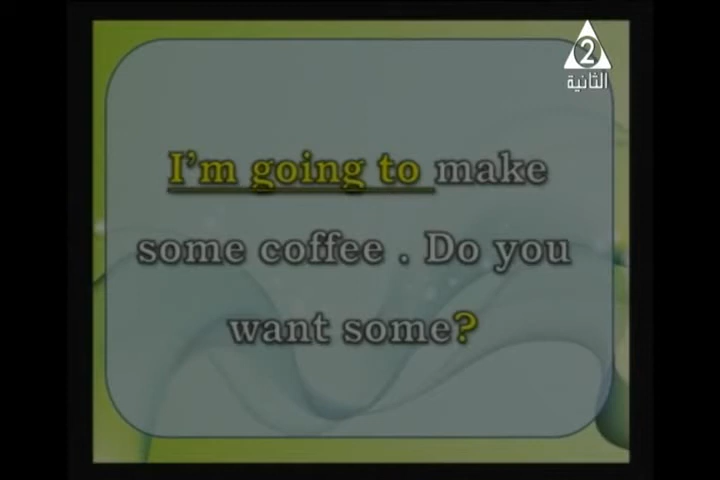 2
الثانية
I'm going to make
some coffee . Do you
want some?